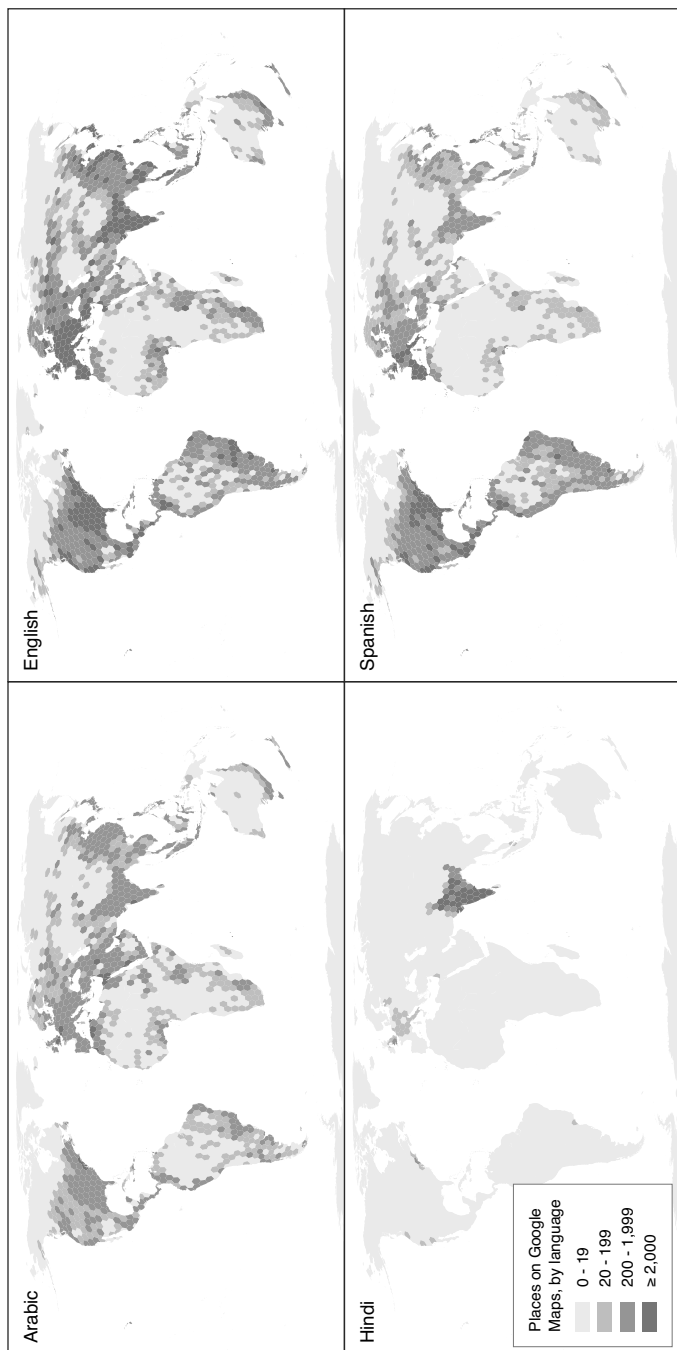 Arabic
English
Hindi
Spanish
Places on Google
Maps, by language
0 - 19
20 - 199
200 - 1,999
≥ 2,000